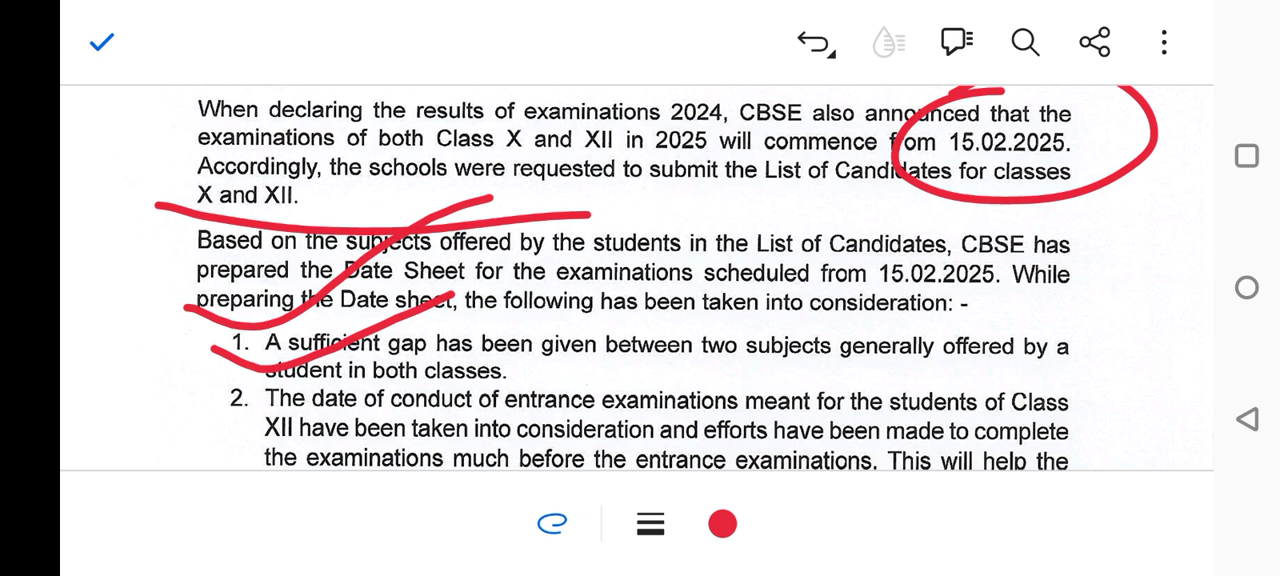 When declaring the results of examinations 2024, CBSE also announced that the
examinations of both Class X and XII in 2025 will commence from 15.02.2025.
Accordingly, the schools were requested to submit the List of Candidates for classes
X and XII.
Based on the subjects offered by the students in the List of Candidates, CBSE has
prepared the Date Sheet for the examinations scheduled from 15.02.2025. While
preparing the Date sheet, the following has been taken into consideration: -
1. A sufficient gap has been given between two subjects generally offered by a
student in both classes.
2. The date of conduct of entrance examinations meant for the students of Class
XII have been taken into consideration and efforts have been made to complete
the examinations much before the entrance examinations. This will help the